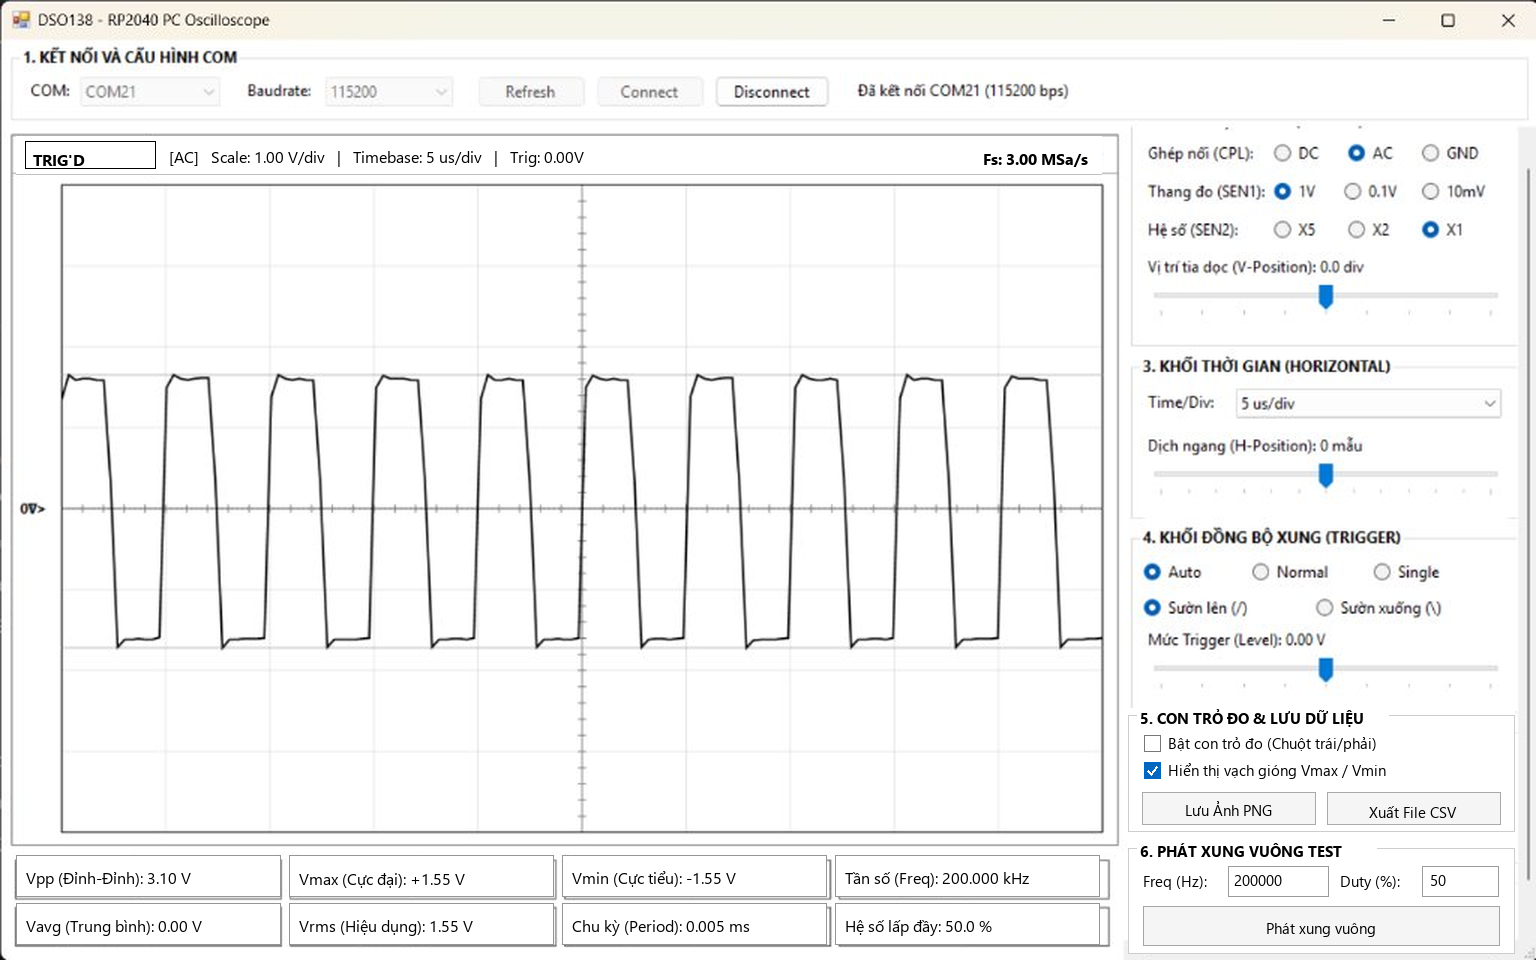 DSO138 - RP2040 PC Oscilloscope
1. KẾT NỐI VÀ CẤU HÌNH COM
COM: COM21 Baudrate: 115200 Refresh Connect Disconnect Đã kết nối COM21 (115200 bps)
TRIG'D [AC] Scale: 1.00 V/div | Timebase: 5 us/div | Trig: 0.00V Fs: 3.00 MSa/s
0V>
Ghép nối (CPL): DC AC GND
Thang đo (SEN1): 1V 0.1V 10mV
Hệ số (SEN2): X5 X2 X1
Vị trí tia dọc (V-Position): 0.0 div
3. KHỐI THỜI GIAN (HORIZONTAL)
Time/Div: 5 us/div
Dịch ngang (H-Position): 0 mẫu
4. KHỐI ĐỒNG BỘ XUNG (TRIGGER)
Auto Normal Single
Sườn lên (/) Sườn xuống (\)
Mức Trigger (Level): 0.00 V
5. CON TRỎ ĐO & LƯU DỮ LIỆU
Bật con trỏ đo (Chuột trái/phải)
Hiển thị vạch gióng Vmax / Vmin
Lưu Ảnh PNG Xuất File CSV
6. PHÁT XUNG VUÔNG TEST
Freq (Hz): 200000 Duty (%): 50
Phát xung vuông
Vpp (Đỉnh-Đỉnh): 3.10 V Vmax (Cực đại): +1.55 V Vmin (Cực tiểu): -1.55 V Tần số (Freq): 200.000 kHz
Vavg (Trung bình): 0.00 V Vrms (Hiệu dụng): 1.55 V Chu kỳ (Period): 0.005 ms Hệ số lấp đầy: 50.0 %